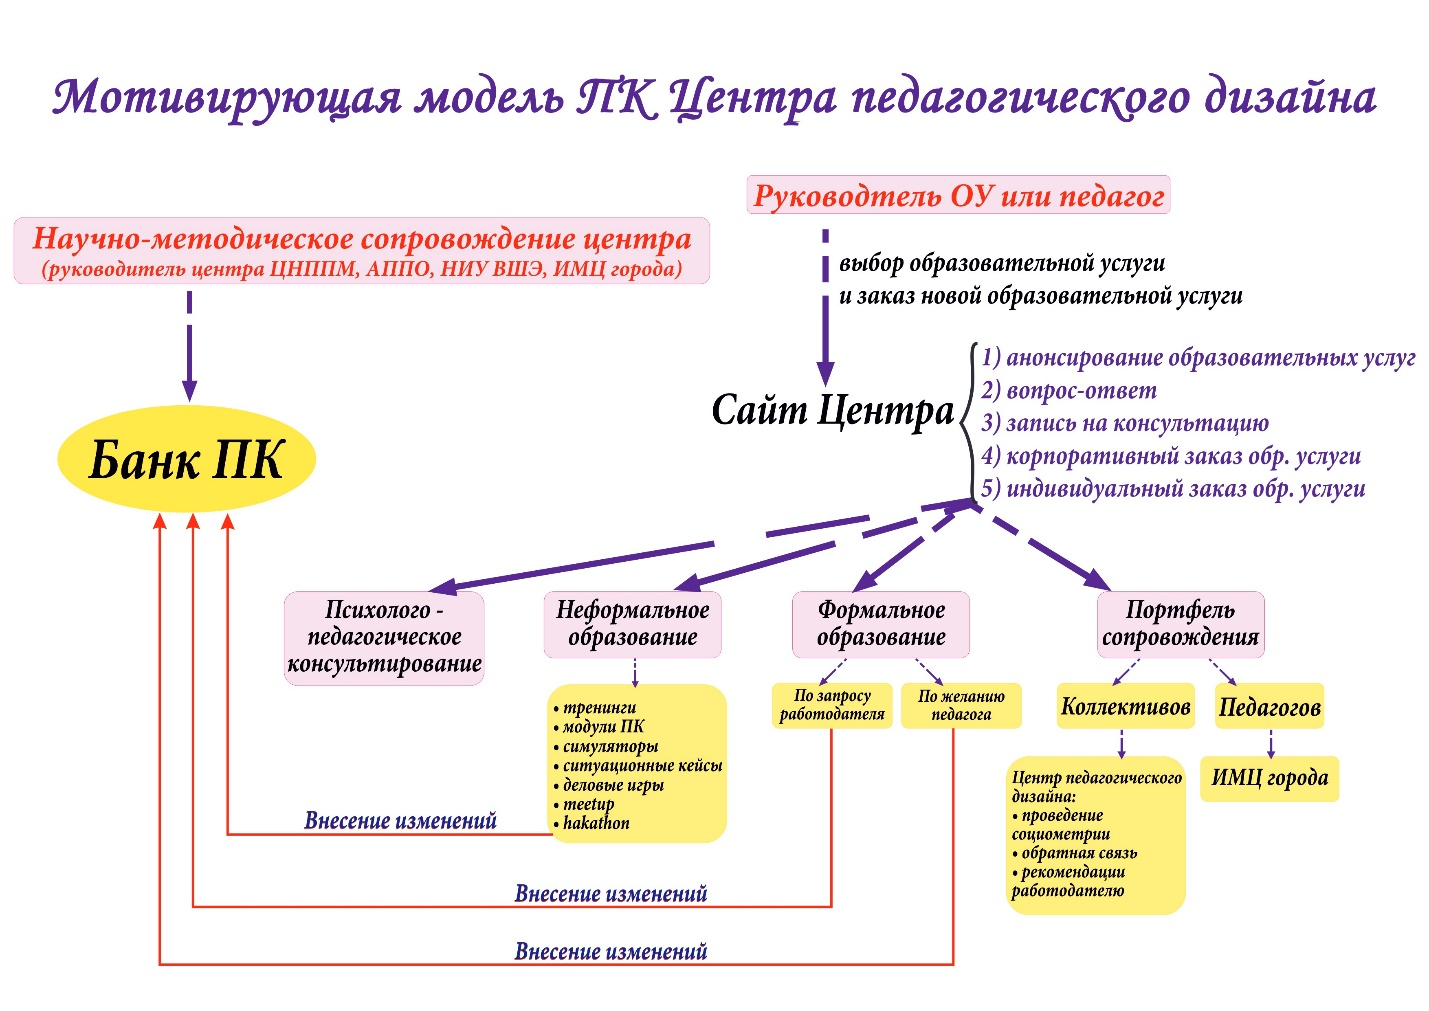 Мотивирующая модель ПК Центра педагогического дизайна
Руководтель ОУ или педагог
Научно-методическое сопровождение центра
(руководитель центра ЦНППМ, АППО, НИУ ВШЭ, ИМЦ города)
выбор образовательной услуги
и заказ новой образовательной услуги
Банк ПК
Сайт Центра
1) анонсирование образовательных услуг
2) вопрос-ответ
3) запись на консультацию
4) корпоративный заказ обр. услуги
5) индивидуальный заказ обр. услуги
Психолого -
педагогическое
консультирование
Неформальное
образование
Формальное
образование
Портфель
сопровождения
• тренинги
• модули ПК
• симуляторы
• ситуационные кейсы
• деловые игры
• meetup
• hakathon
По запросу
работодателя
По желанию
педагога
Коллективов
Педагогов
Центр педагогического
дизайна:
• проведение
социометрии
• обратная связь
• рекомендации
работодателю
ИМЦ города
Внесение изменений
Внесение изменений
Внесение изменений